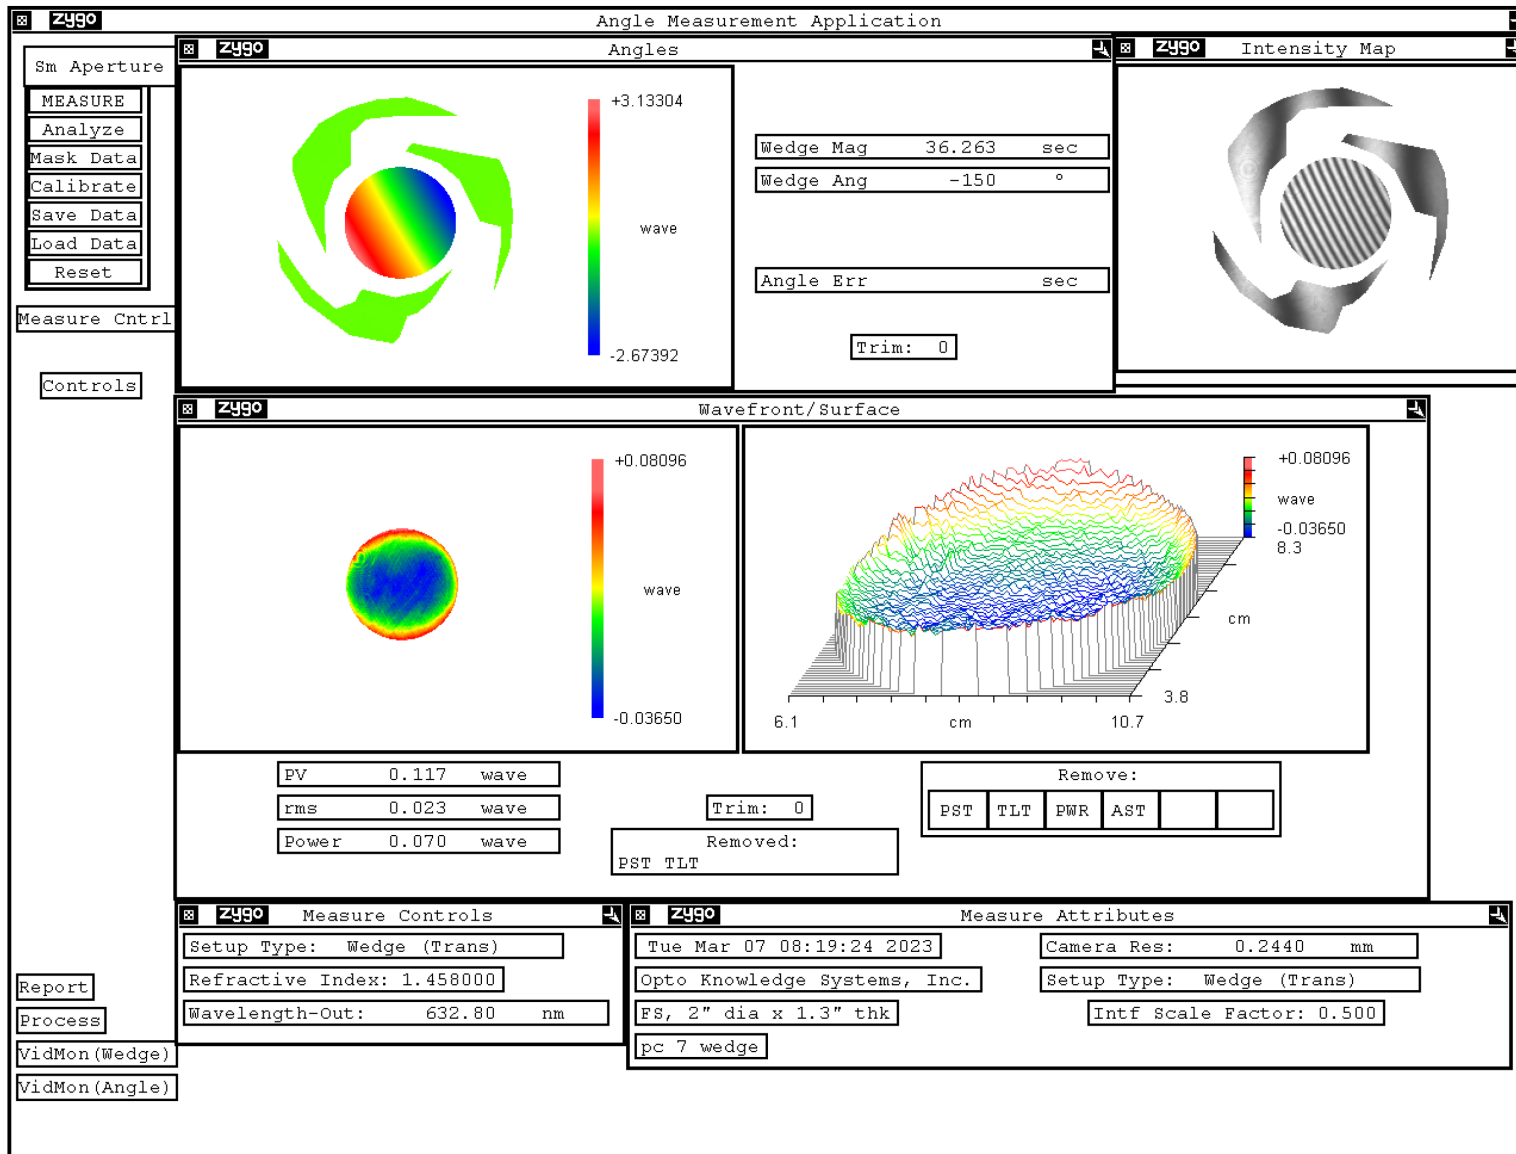 zygo Angle Measurement Application
Sm Aperture
MEASURE
Analyze
Mask Data
Calibrate
Save Data
Load Data
Reset
Measure Cntrl
Controls
zygo Angles
+3.13304
wave
-2.67392
Wedge Mag 36.263 sec
Wedge Ang -150 °
Angle Err sec
Trim: 0
zygo Intensity Map
zygo Wavefront/Surface
+0.08096
wave
-0.03650
+0.08096
wave
-0.03650
8.3
cm
3.8
6.1 cm 10.7
PV 0.117 wave
rms 0.023 wave
Power 0.070 wave
Trim: 0
Removed:
PST TLT
Remove:
PST TLT PWR AST
zygo Measure Controls
Setup Type: Wedge (Trans)
Refractive Index: 1.458000
Wavelength-Out: 632.80 nm
zygo Measure Attributes
Tue Mar 07 08:19:24 2023
Camera Res: 0.2440 mm
Opto Knowledge Systems, Inc.
Setup Type: Wedge (Trans)
FS, 2" dia x 1.3" thk
Intf Scale Factor: 0.500
pc 7 wedge
Report
Process
VidMon(Wedge)
VidMon(Angle)